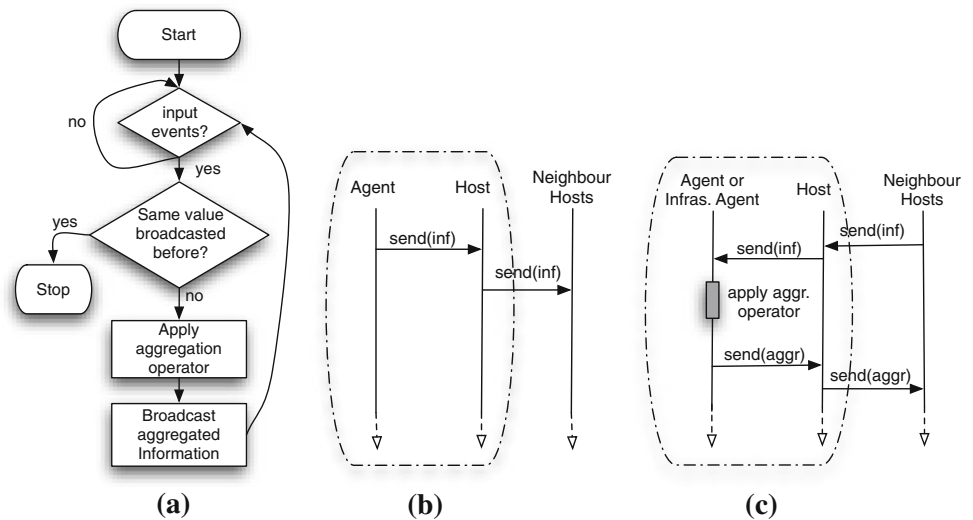 Start
input
events?
no
yes
Same value
broadcasted
before?
yes
Stop
no
Apply
aggregation
operator
Broadcast
aggregated
Information
(a)
Agent
Host
Neighbour
Hosts
send(inf)
send(inf)
(b)
Agent or
Infras. Agent
Host
Neighbour
Hosts
send(inf)
send(inf)
apply aggr.
operator
send(aggr)
send(aggr)
(c)